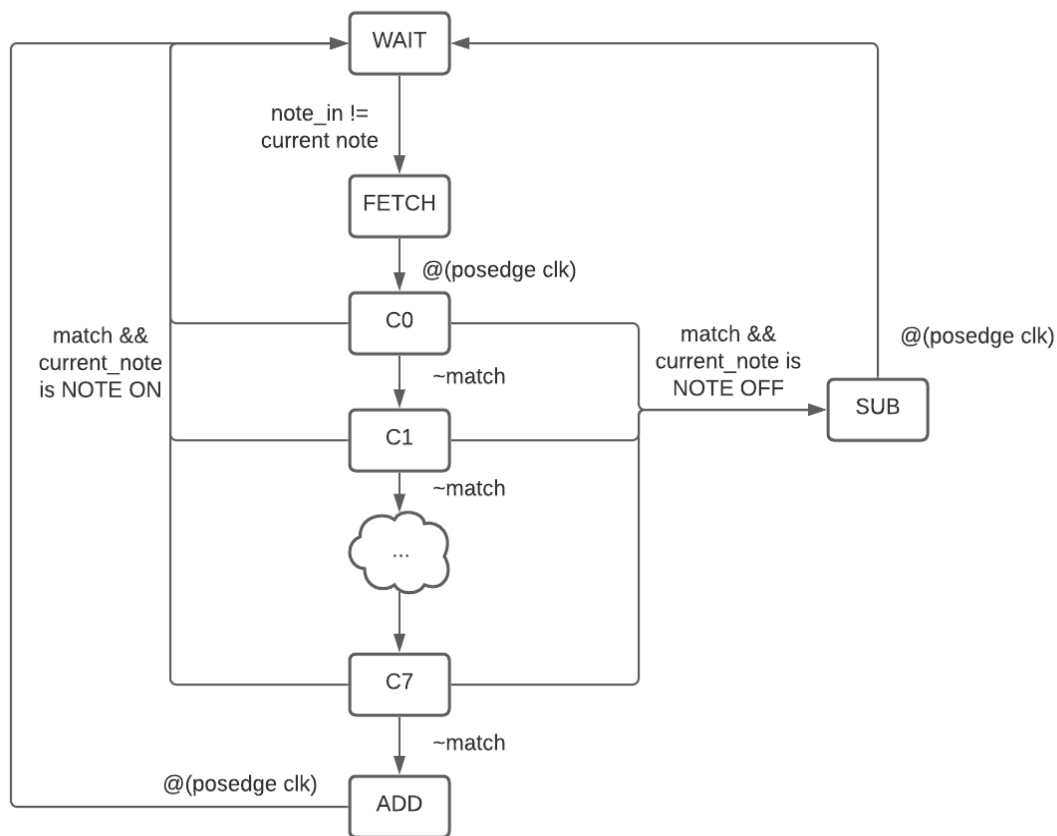 WAIT
note_in !=
current note
FETCH
@(posedge clk)
C0
match &&
current_note
is NOTE ON
match &&
current_note is
NOTE OFF
@(posedge clk)
~match
SUB
C1
~match
...
C7
~match
@(posedge clk)
ADD